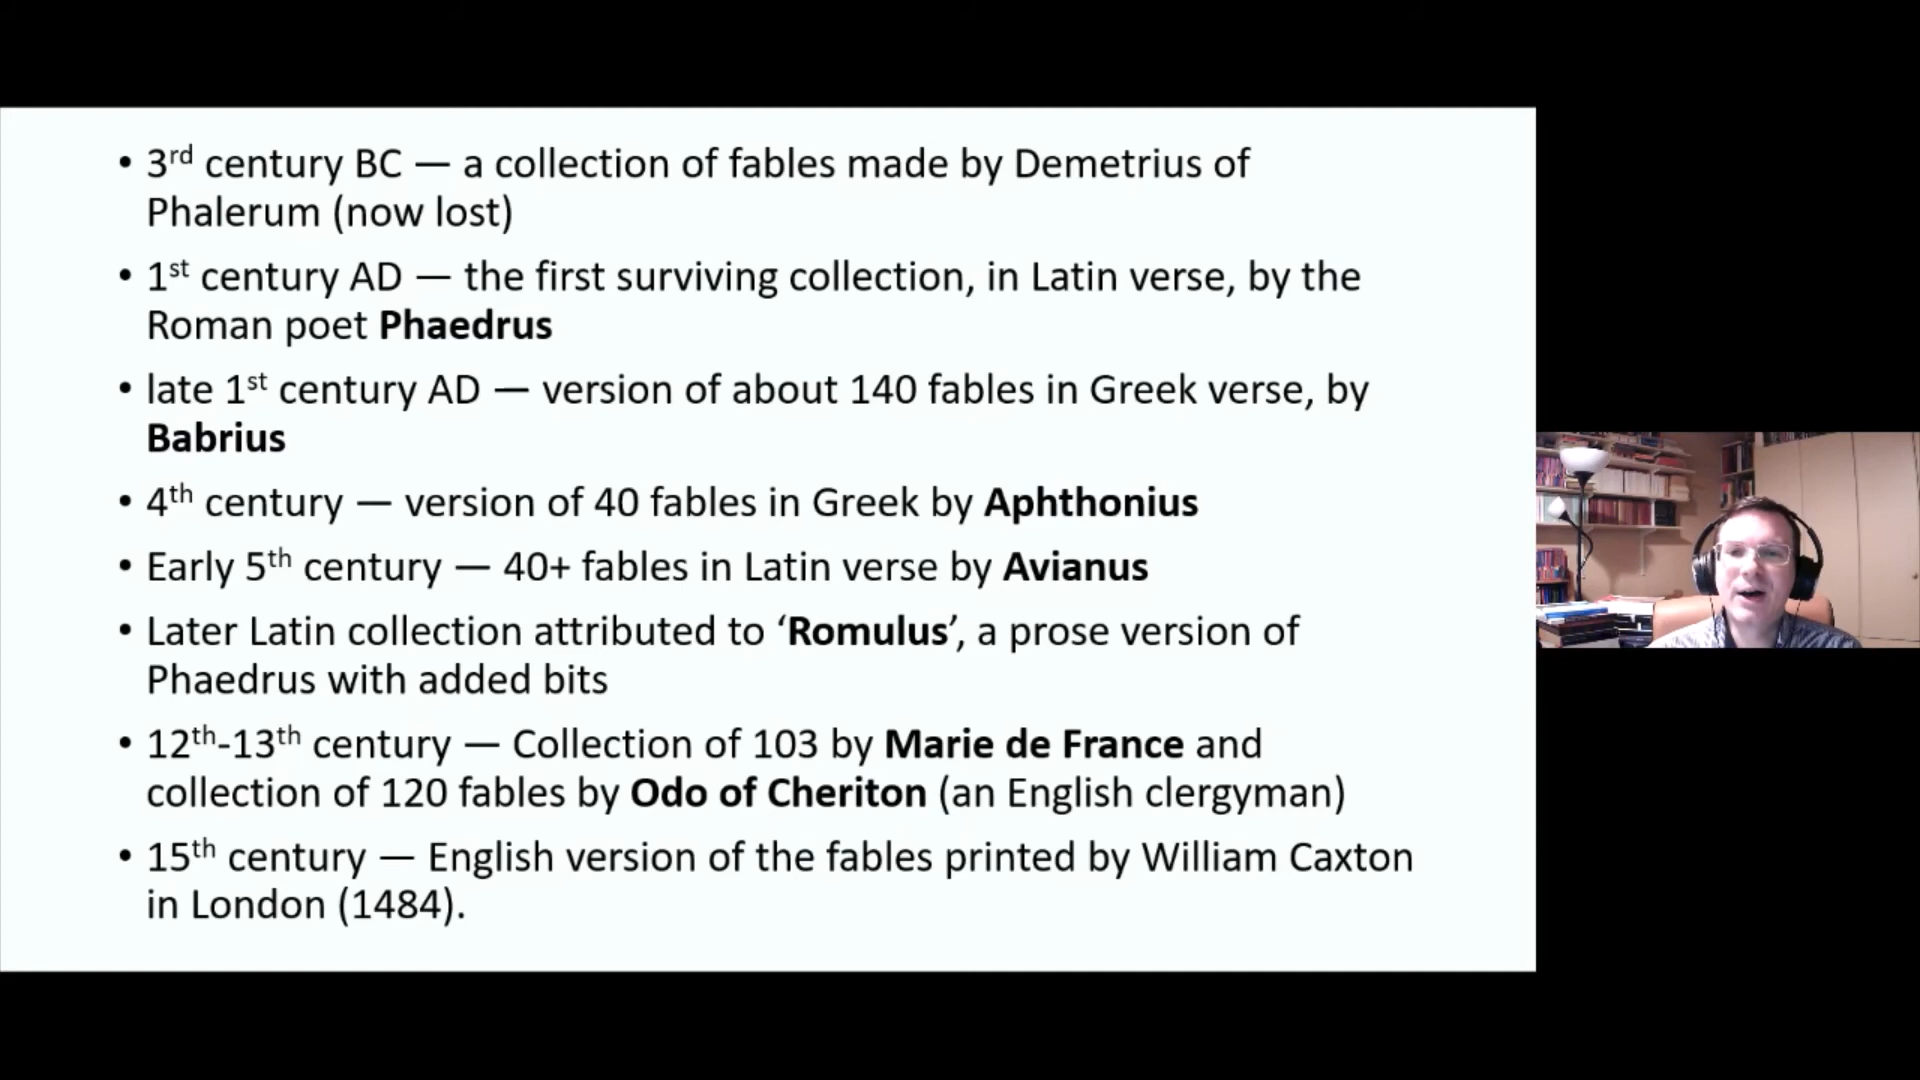 • 3rd century BC — a collection of fables made by Demetrius of
Phalerum (now lost)
• 1st century AD — the first surviving collection, in Latin verse, by the
Roman poet Phaedrus
• late 1st century AD — version of about 140 fables in Greek verse, by
Babrius
• 4th century — version of 40 fables in Greek by Aphthonius
• Early 5th century — 40+ fables in Latin verse by Avianus
• Later Latin collection attributed to ‘Romulus’, a prose version of
Phaedrus with added bits
• 12th-13th century — Collection of 103 by Marie de France and
collection of 120 fables by Odo of Cheriton (an English clergyman)
• 15th century — English version of the fables printed by William Caxton
in London (1484).